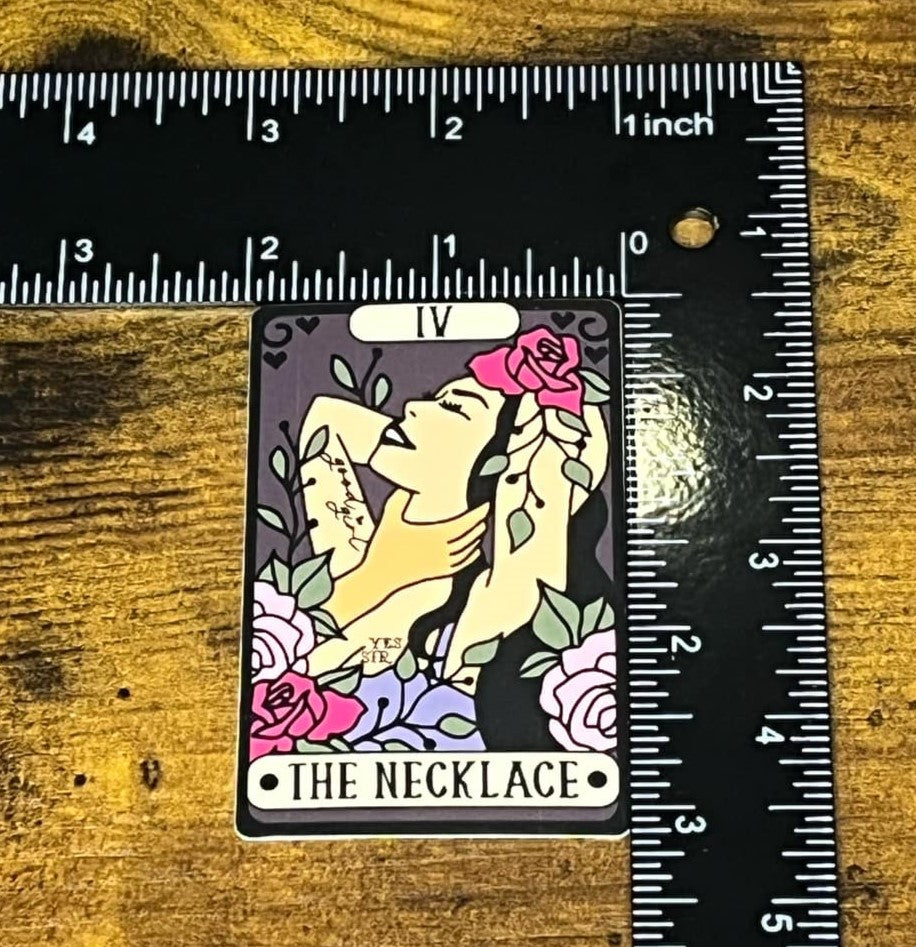 4 3 2 1 inch
3 2 1 0
1
2
3
2
4
3
5
IV
good girl
YES
SIR
THE NECKLACE